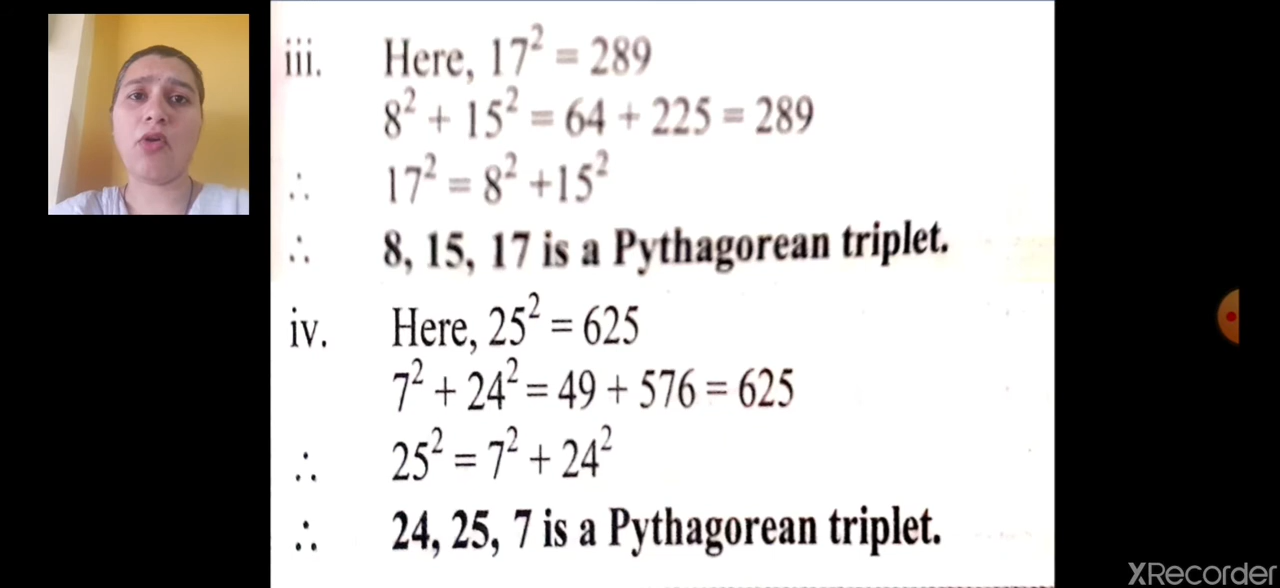 iii. Here, 17² = 289
8² + 15² = 64 + 225 = 289
∴ 17² = 8² +15²
∴ 8, 15, 17 is a Pythagorean triplet.
iv. Here, 25² = 625
7² + 24² = 49 + 576 = 625
∴ 25² = 7² + 24²
∴ 24, 25, 7 is a Pythagorean triplet.
XRecorder